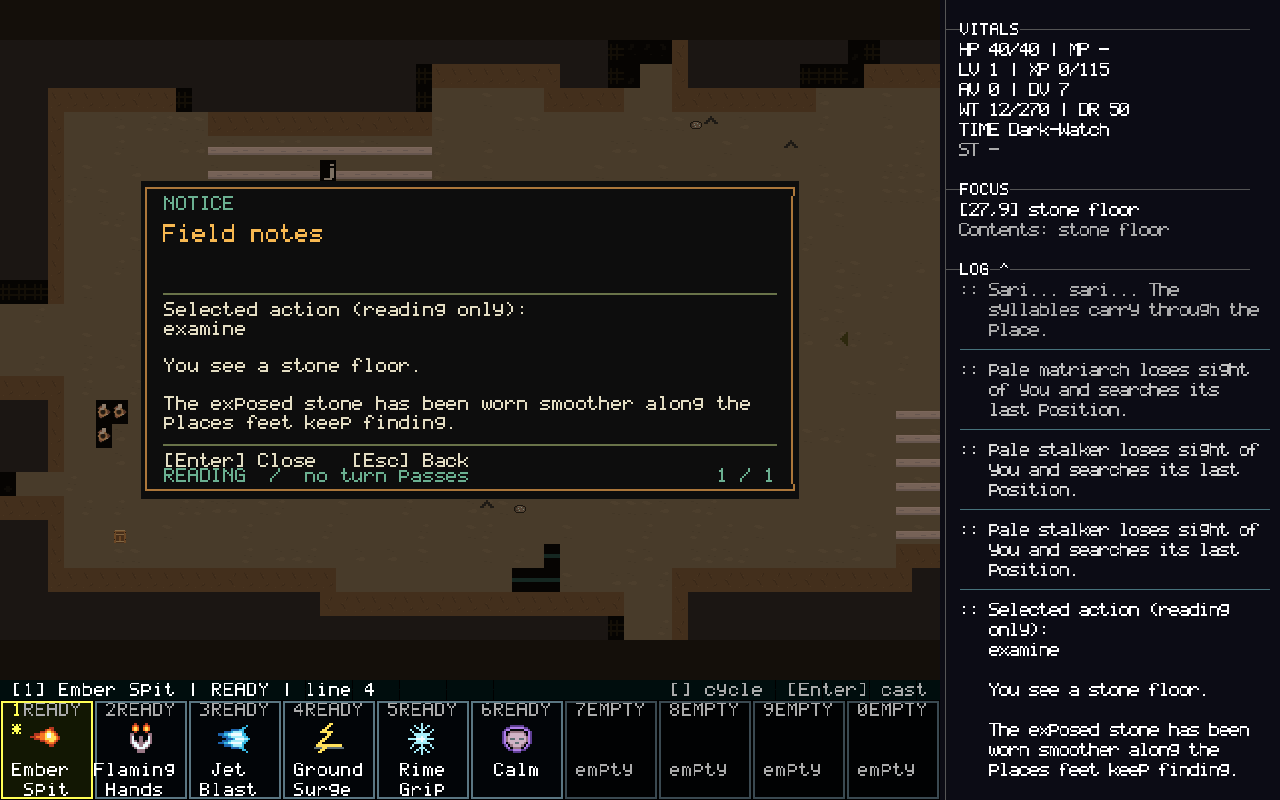 NOTICE
Field notes
Selected action (reading only):
examine
You see a stone floor.
The exposed stone has been worn smoother along the
Places feet keep finding.
[Enter] Close [Esc] Back
READING / no turn passes 1 / 1
j
VITALS
HP 40/40 | MP -
LV 1 | XP 0/115
AV 0 | DV 7
WT 12/270 | DR 50
TIME Dark-Watch
ST -
FOCUS
[27,9] stone floor
Contents: stone floor
LOG ^
:: Sari... sari... The
syllables carry through the
Place.
:: Pale matriarch loses sight
of you and searches its
last Position.
:: Pale stalker loses sight of
you and searches its last
Position.
:: Pale stalker loses sight of
you and searches its last
Position.
:: Selected action (reading
only):
examine
You see a stone floor.
The exposed stone has been
worn smoother along the
Places feet keep finding.
[1] Ember Spit | READY | line 4 [] cycle [Enter] cast
1READY 2READY 3READY 4READY 5READY 6READY 7EMPTY 8EMPTY 9EMPTY 0EMPTY
*
Ember Flaming Jet Ground Rime Calm empty empty empty empty
Spit Hands Blast Surge Grip